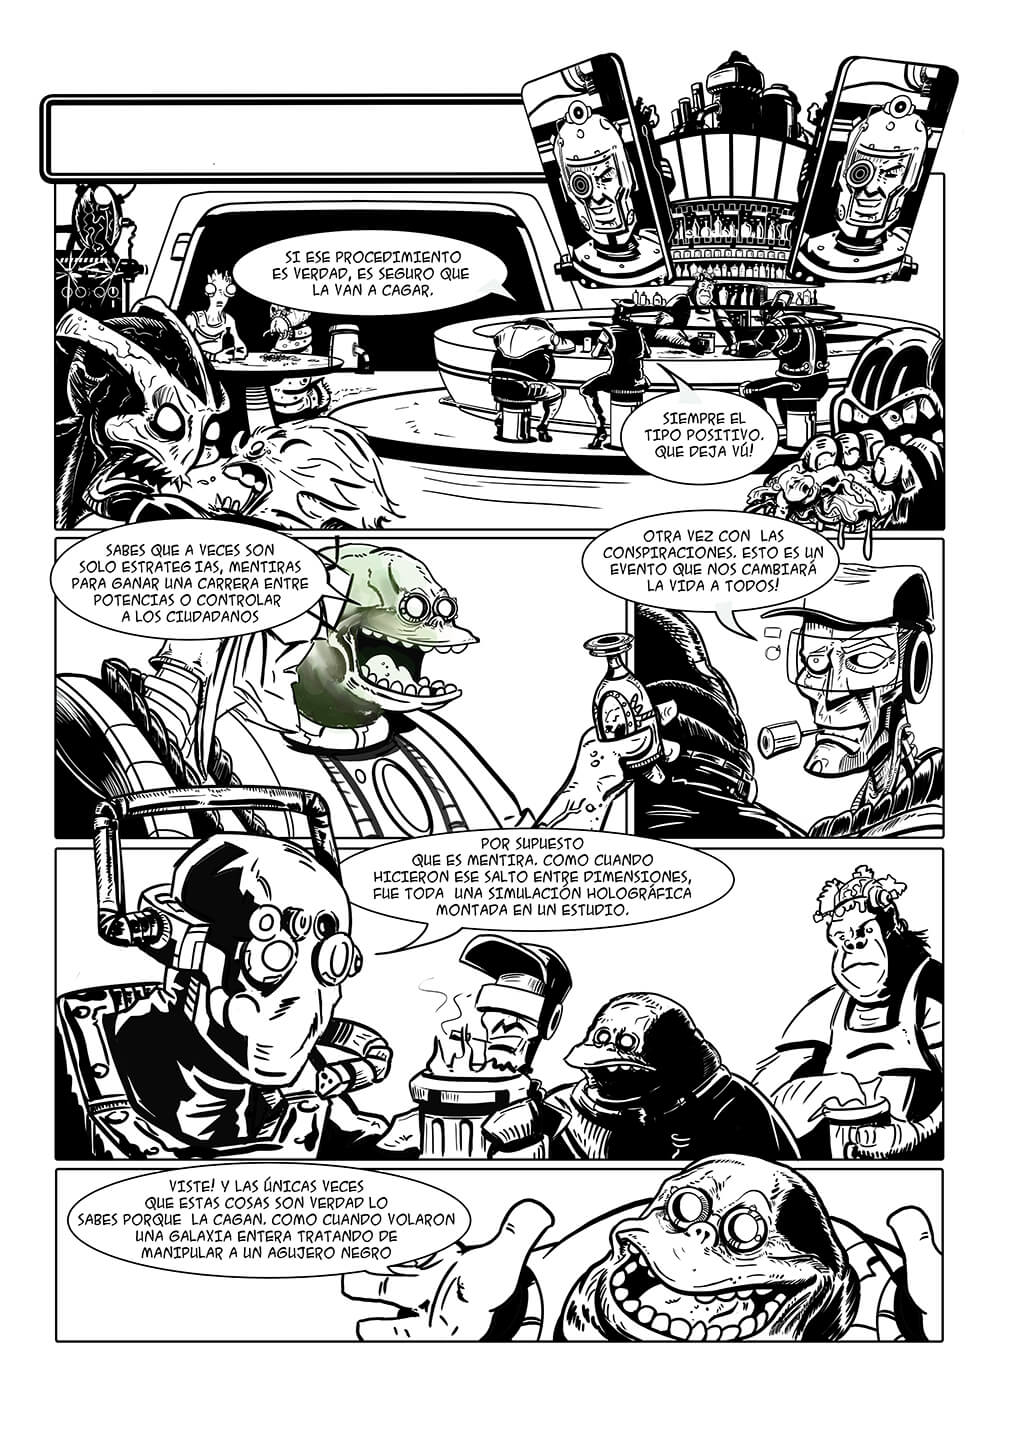 SI ESE PROCEDIMIENTO
ES VERDAD, ES SEGURO QUE
LA VAN A CAGAR.
SIEMPRE EL
TIPO POSITIVO.
QUE DEJA VÚ!
SABES QUE A VECES SON
SOLO ESTRATEGIAS, MENTIRAS
PARA GANAR UNA CARRERA ENTRE
POTENCIAS O CONTROLAR
A LOS CIUDADANOS
OTRA VEZ CON LAS
CONSPIRACIONES. ESTO ES UN
EVENTO QUE NOS CAMBIARÁ
LA VIDA A TODOS!
POR SUPUESTO
QUE ES MENTIRA. COMO CUANDO
HICIERON ESE SALTO ENTRE DIMENSIONES,
FUE TODA UNA SIMULACIÓN HOLOGRÁFICA
MONTADA EN UN ESTUDIO.
VISTE! Y LAS ÚNICAS VECES
QUE ESTAS COSAS SON VERDAD LO
SABES PORQUE LA CAGAN. COMO CUANDO VOLARON
UNA GALAXIA ENTERA TRATANDO DE
MANIPULAR A UN AGUJERO NEGRO